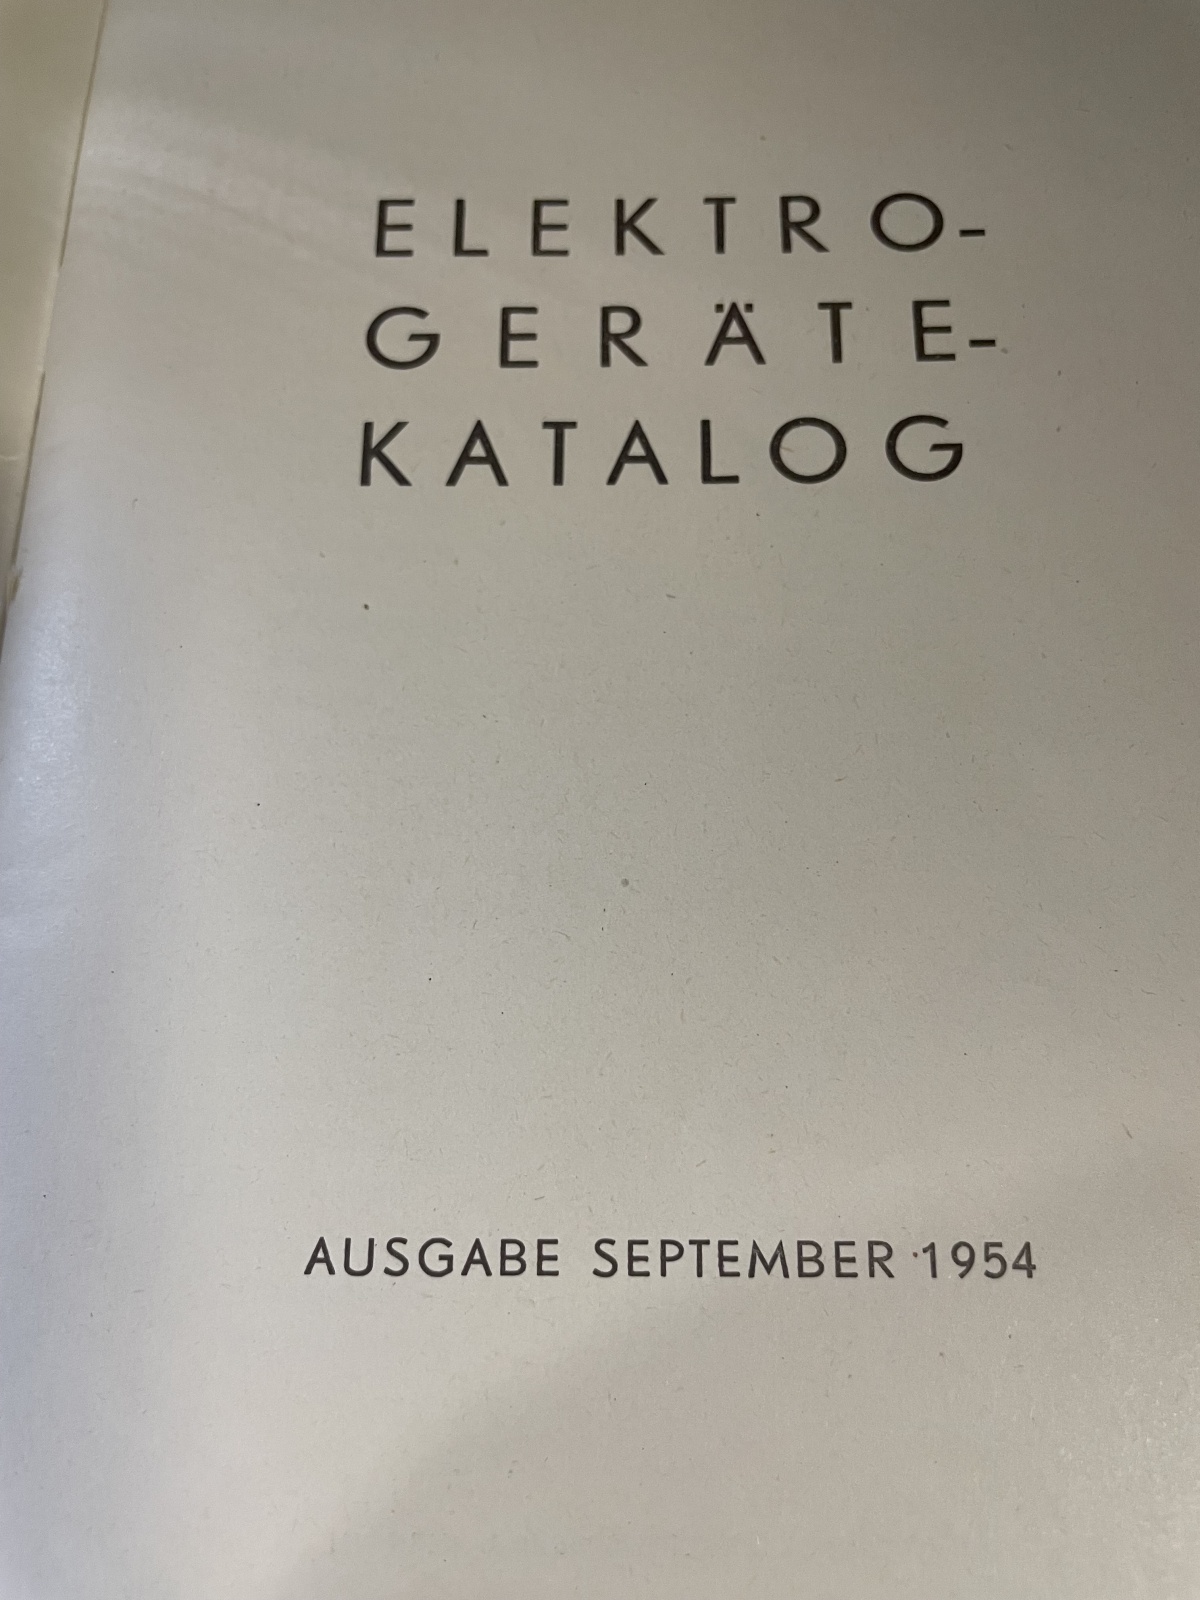 ELEKTRO-
GERÄTE-
KATALOG
AUSGABE SEPTEMBER 1954